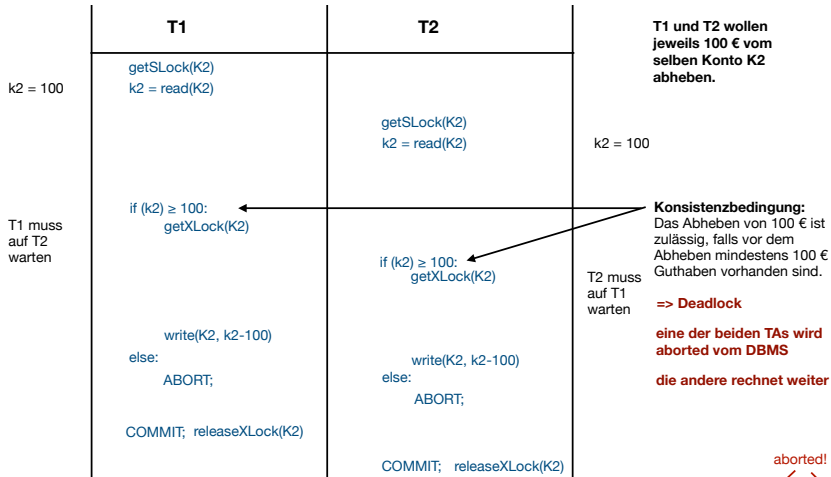 T1
T2
T1 und T2 wollen
jeweils 100 € vom
selben Konto K2
abheben.
getSLock(K2)
k2 = 100
k2 = read(K2)
getSLock(K2)
k2 = read(K2)
k2 = 100
if (k2) ≥ 100:
getXLock(K2)
T1 muss
auf T2
warten
Konsistenzbedingung:
Das Abheben von 100 € ist
zulässig, falls vor dem
Abheben mindestens 100 €
Guthaben vorhanden sind.
if (k2) ≥ 100:
getXLock(K2)
T2 muss
auf T1
warten
=> Deadlock
eine der beiden TAs wird
aborted vom DBMS
die andere rechnet weiter
write(K2, k2-100)
else:
ABORT;
write(K2, k2-100)
else:
ABORT;
COMMIT; releaseXLock(K2)
COMMIT; releaseXLock(K2)
aborted!